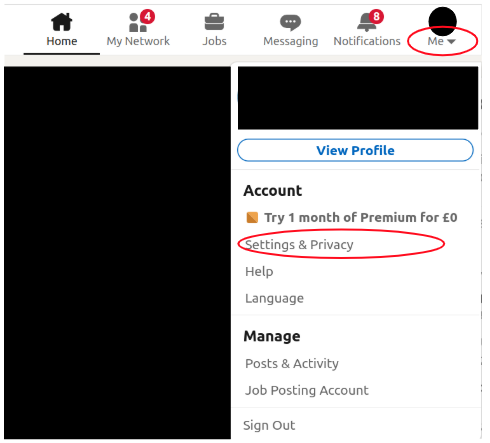 4
8
Home
My Network
Jobs
Messaging
Notifications
Me
View Profile
Account
Try 1 month of Premium for £0
Settings & Privacy
Help
Language
Manage
Posts & Activity
Job Posting Account
Sign Out